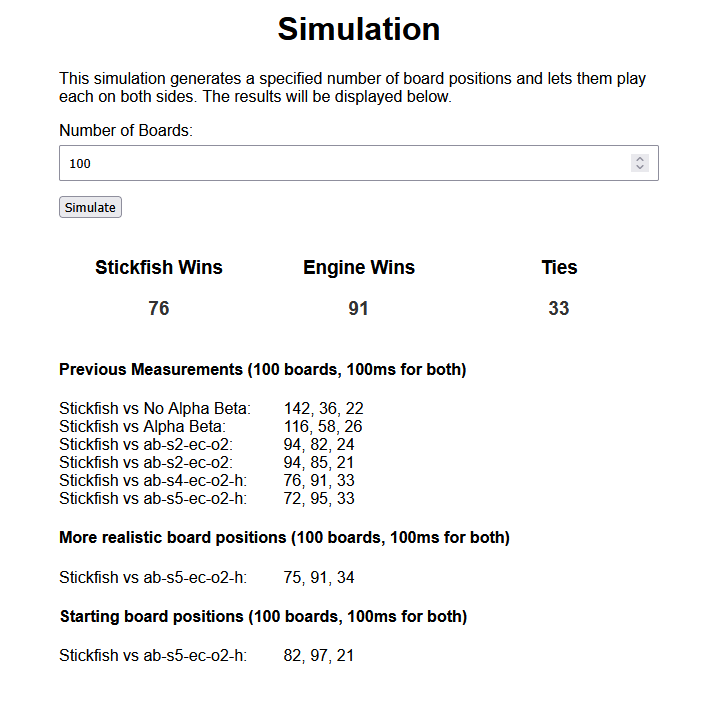 Simulation
This simulation generates a specified number of board positions and lets them play
each on both sides. The results will be displayed below.
Number of Boards:
100
Simulate
Stickfish Wins Engine Wins Ties
76 91 33
Previous Measurements (100 boards, 100ms for both)
Stickfish vs No Alpha Beta: 142, 36, 22
Stickfish vs Alpha Beta: 116, 58, 26
Stickfish vs ab-s2-ec-o2: 94, 82, 24
Stickfish vs ab-s2-ec-o2: 94, 85, 21
Stickfish vs ab-s4-ec-o2-h: 76, 91, 33
Stickfish vs ab-s5-ec-o2-h: 72, 95, 33
More realistic board positions (100 boards, 100ms for both)
Stickfish vs ab-s5-ec-o2-h: 75, 91, 34
Starting board positions (100 boards, 100ms for both)
Stickfish vs ab-s5-ec-o2-h: 82, 97, 21